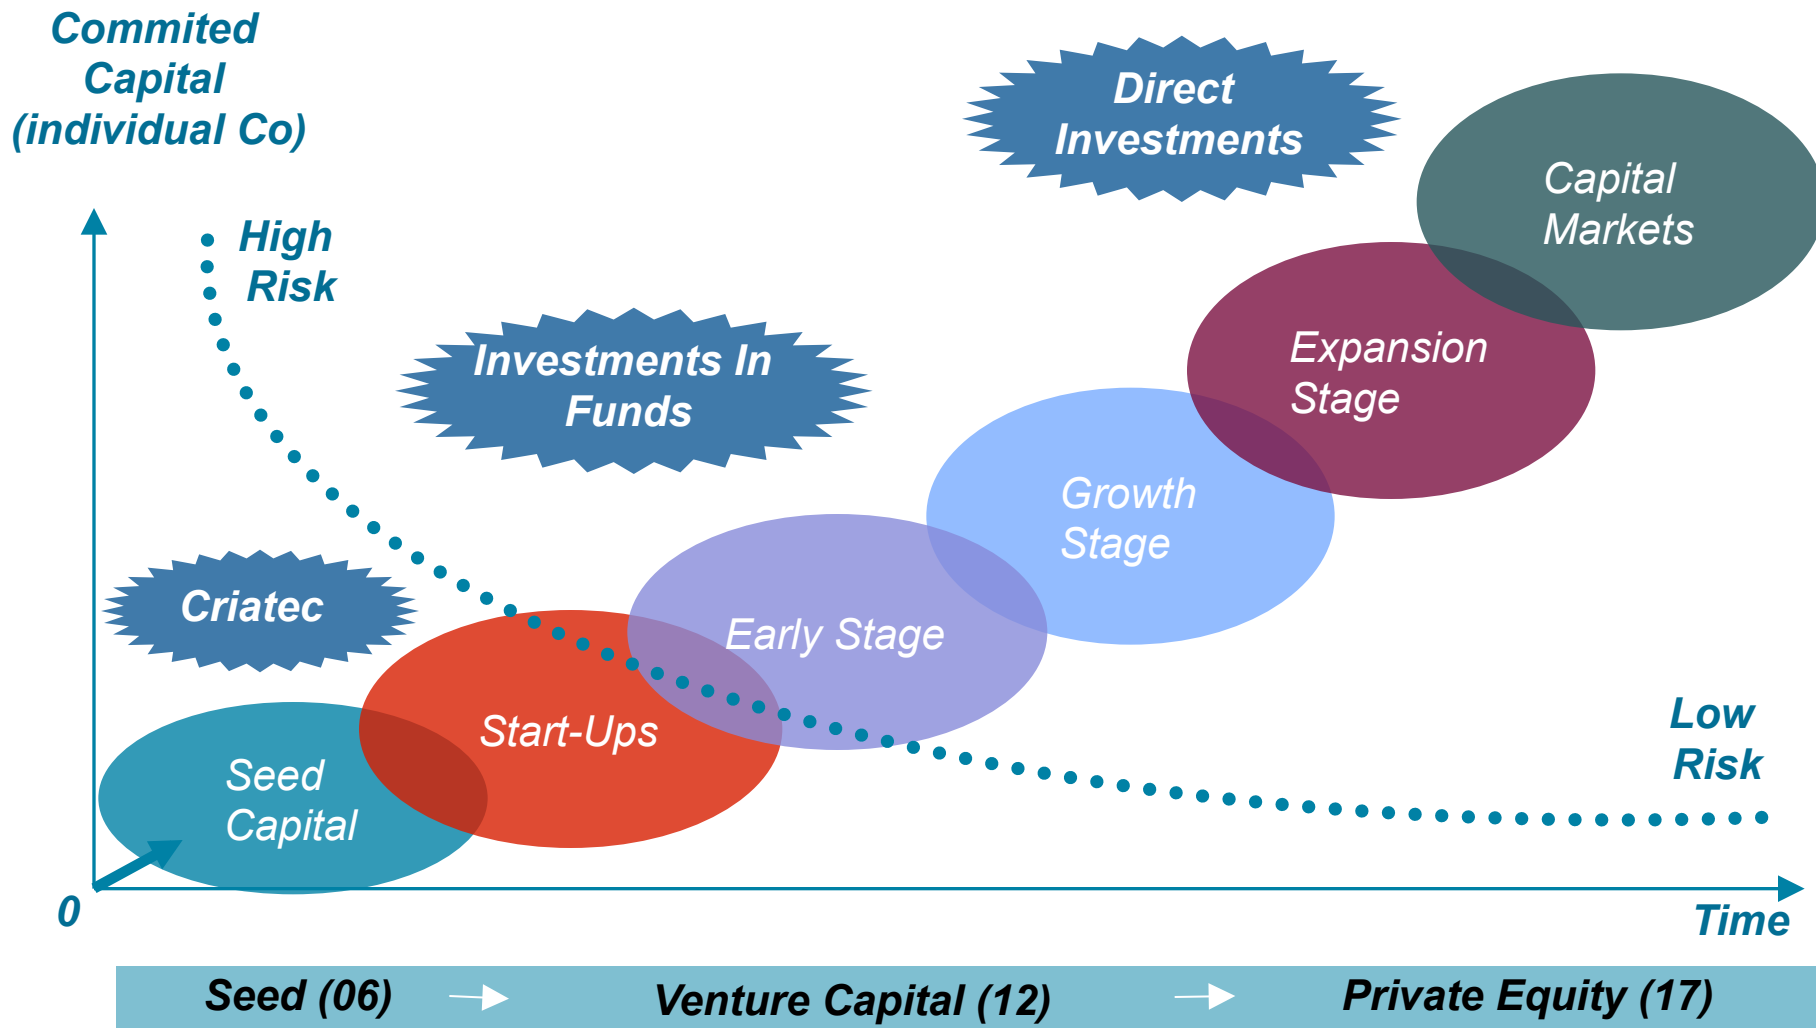 Commited
Capital
(individual Co)
Direct
Investments
Capital
Markets
High
Risk
Investments In
Funds
Expansion
Stage
Growth
Stage
Criatec
Early Stage
Start-Ups
Seed
Capital
Low
Risk
0
Time
Seed (06)
Venture Capital (12)
Private Equity (17)